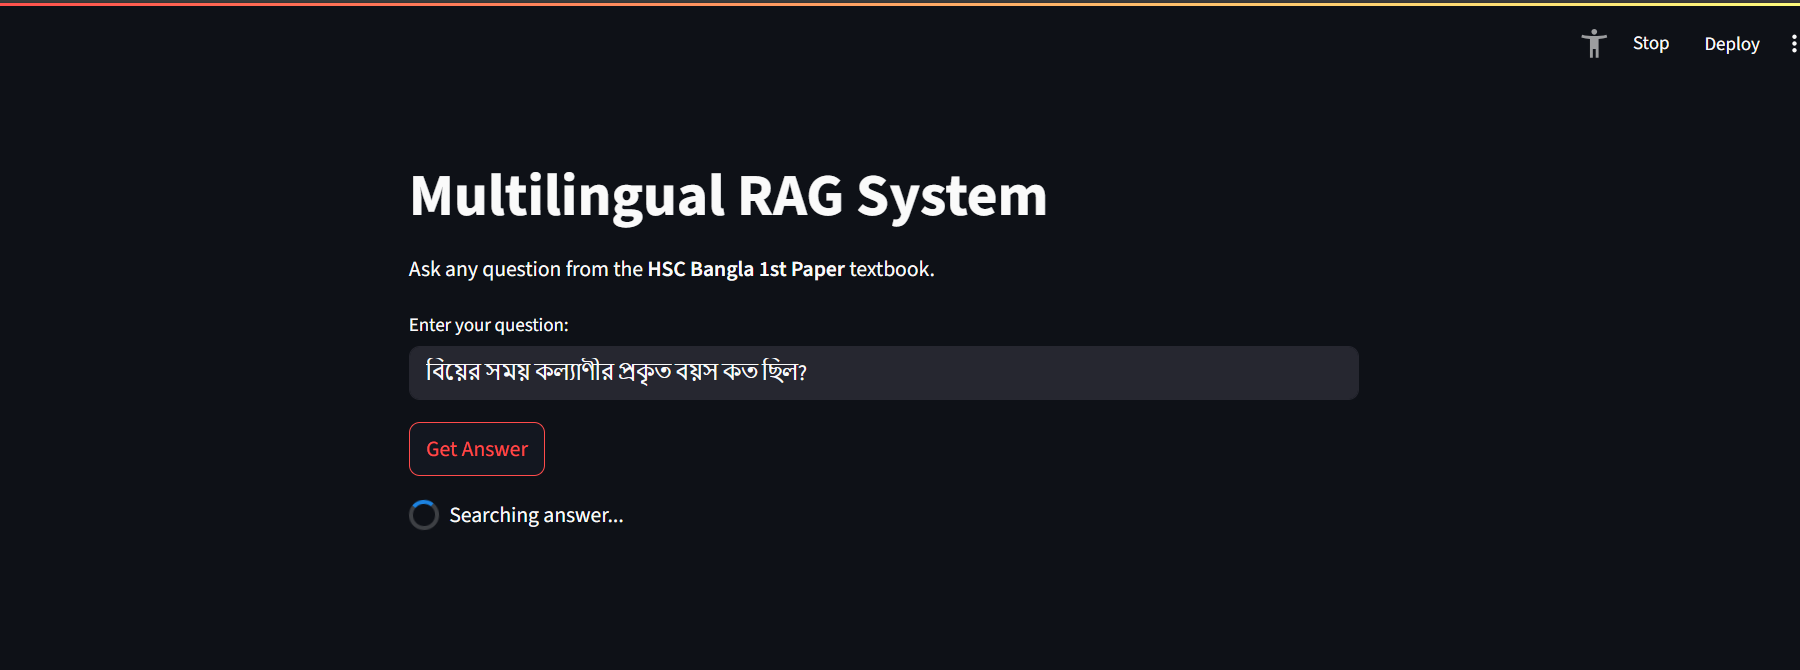 Stop Deploy
Multilingual RAG System
Ask any question from the HSC Bangla 1st Paper textbook.
Enter your question:
বিয়ের সময় কল্যাণীর প্রকৃত বয়স কত ছিল?
Get Answer
Searching answer...